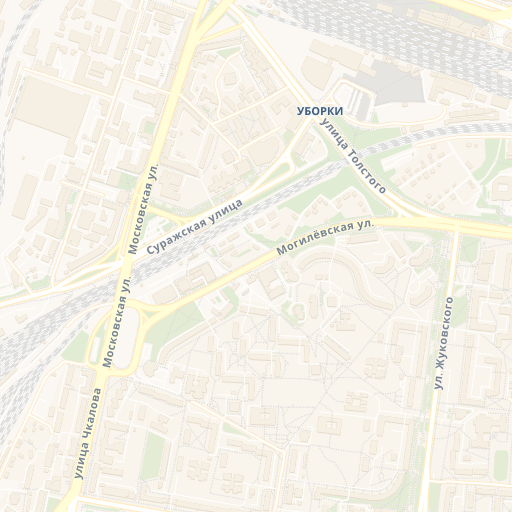 УБОРКИ
улица Толстого
Московская ул.
Суражская улица
Могилёвская ул.
Московская ул.
ул. Жуковского
улица Чкалова